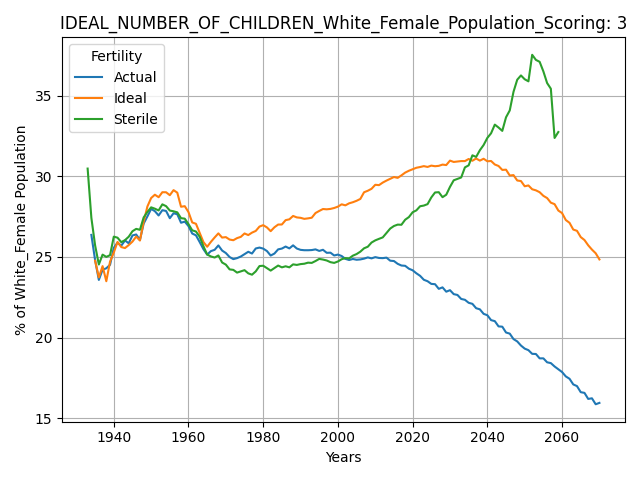 IDEAL_NUMBER_OF_CHILDREN_White_Female_Population_Scoring: 3
Fertility
Actual
Ideal
Sterile
% of White_Female Population
35
30
25
20
15
1940
1960
1980
2000
2020
2040
2060
Years